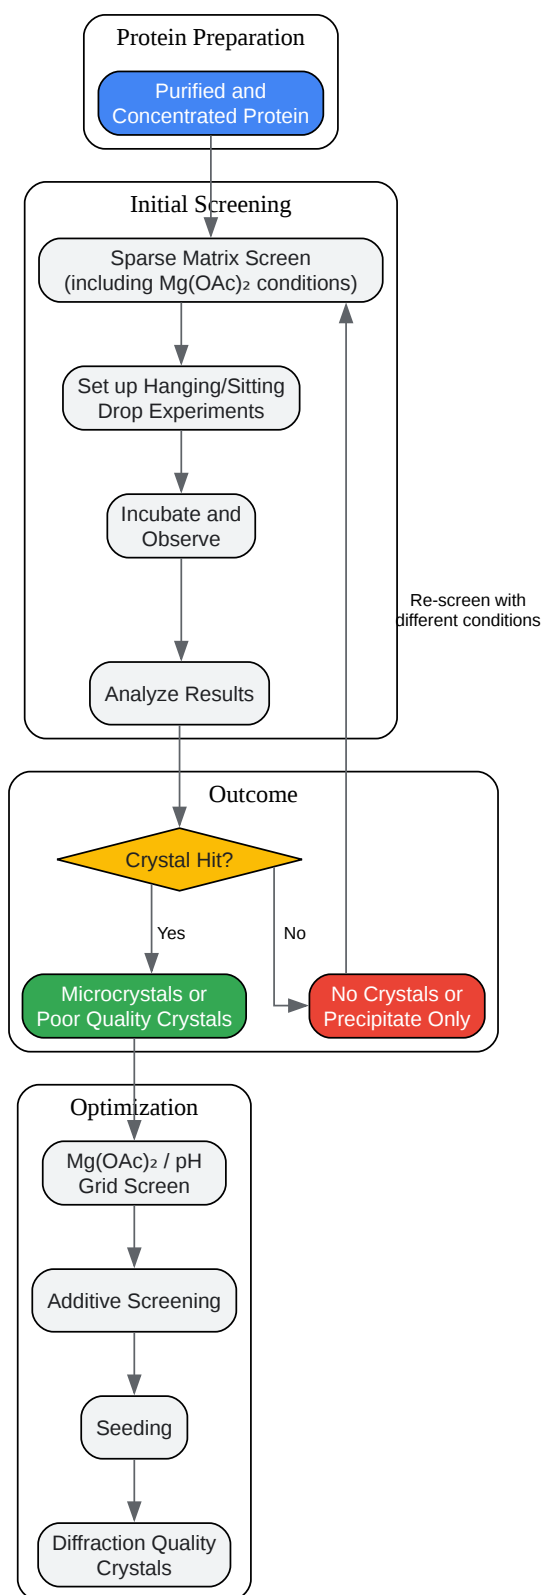 Protein Preparation
Purified and
Concentrated Protein
Initial Screening
Sparse Matrix Screen
(including Mg(OAc)₂ conditions)
Set up Hanging/Sitting
Drop Experiments
Incubate and
Observe
Re-screen with
different conditions
Analyze Results
Outcome
Crystal Hit?
Yes
No
Microcrystals or
Poor Quality Crystals
No Crystals or
Precipitate Only
Optimization
Mg(OAc)₂ / pH
Grid Screen
Additive Screening
Seeding
Diffraction Quality
Crystals